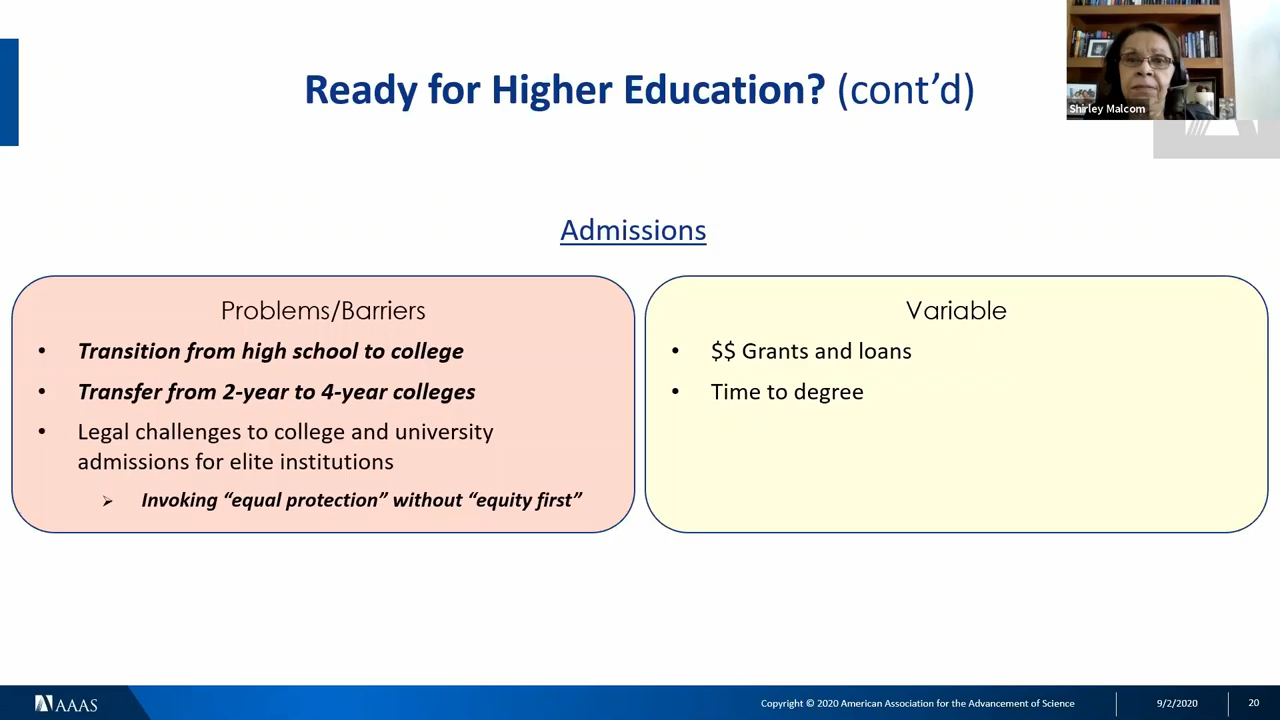 Ready for Higher Education? (cont’d)
Shirley Malcom
Admissions
Problems/Barriers
• Transition from high school to college
• Transfer from 2-year to 4-year colleges
• Legal challenges to college and university
admissions for elite institutions
➢ Invoking “equal protection” without “equity first”
Variable
• $$ Grants and loans
• Time to degree
AAAS
Copyright © 2020 American Association for the Advancement of Science
9/2/2020
20